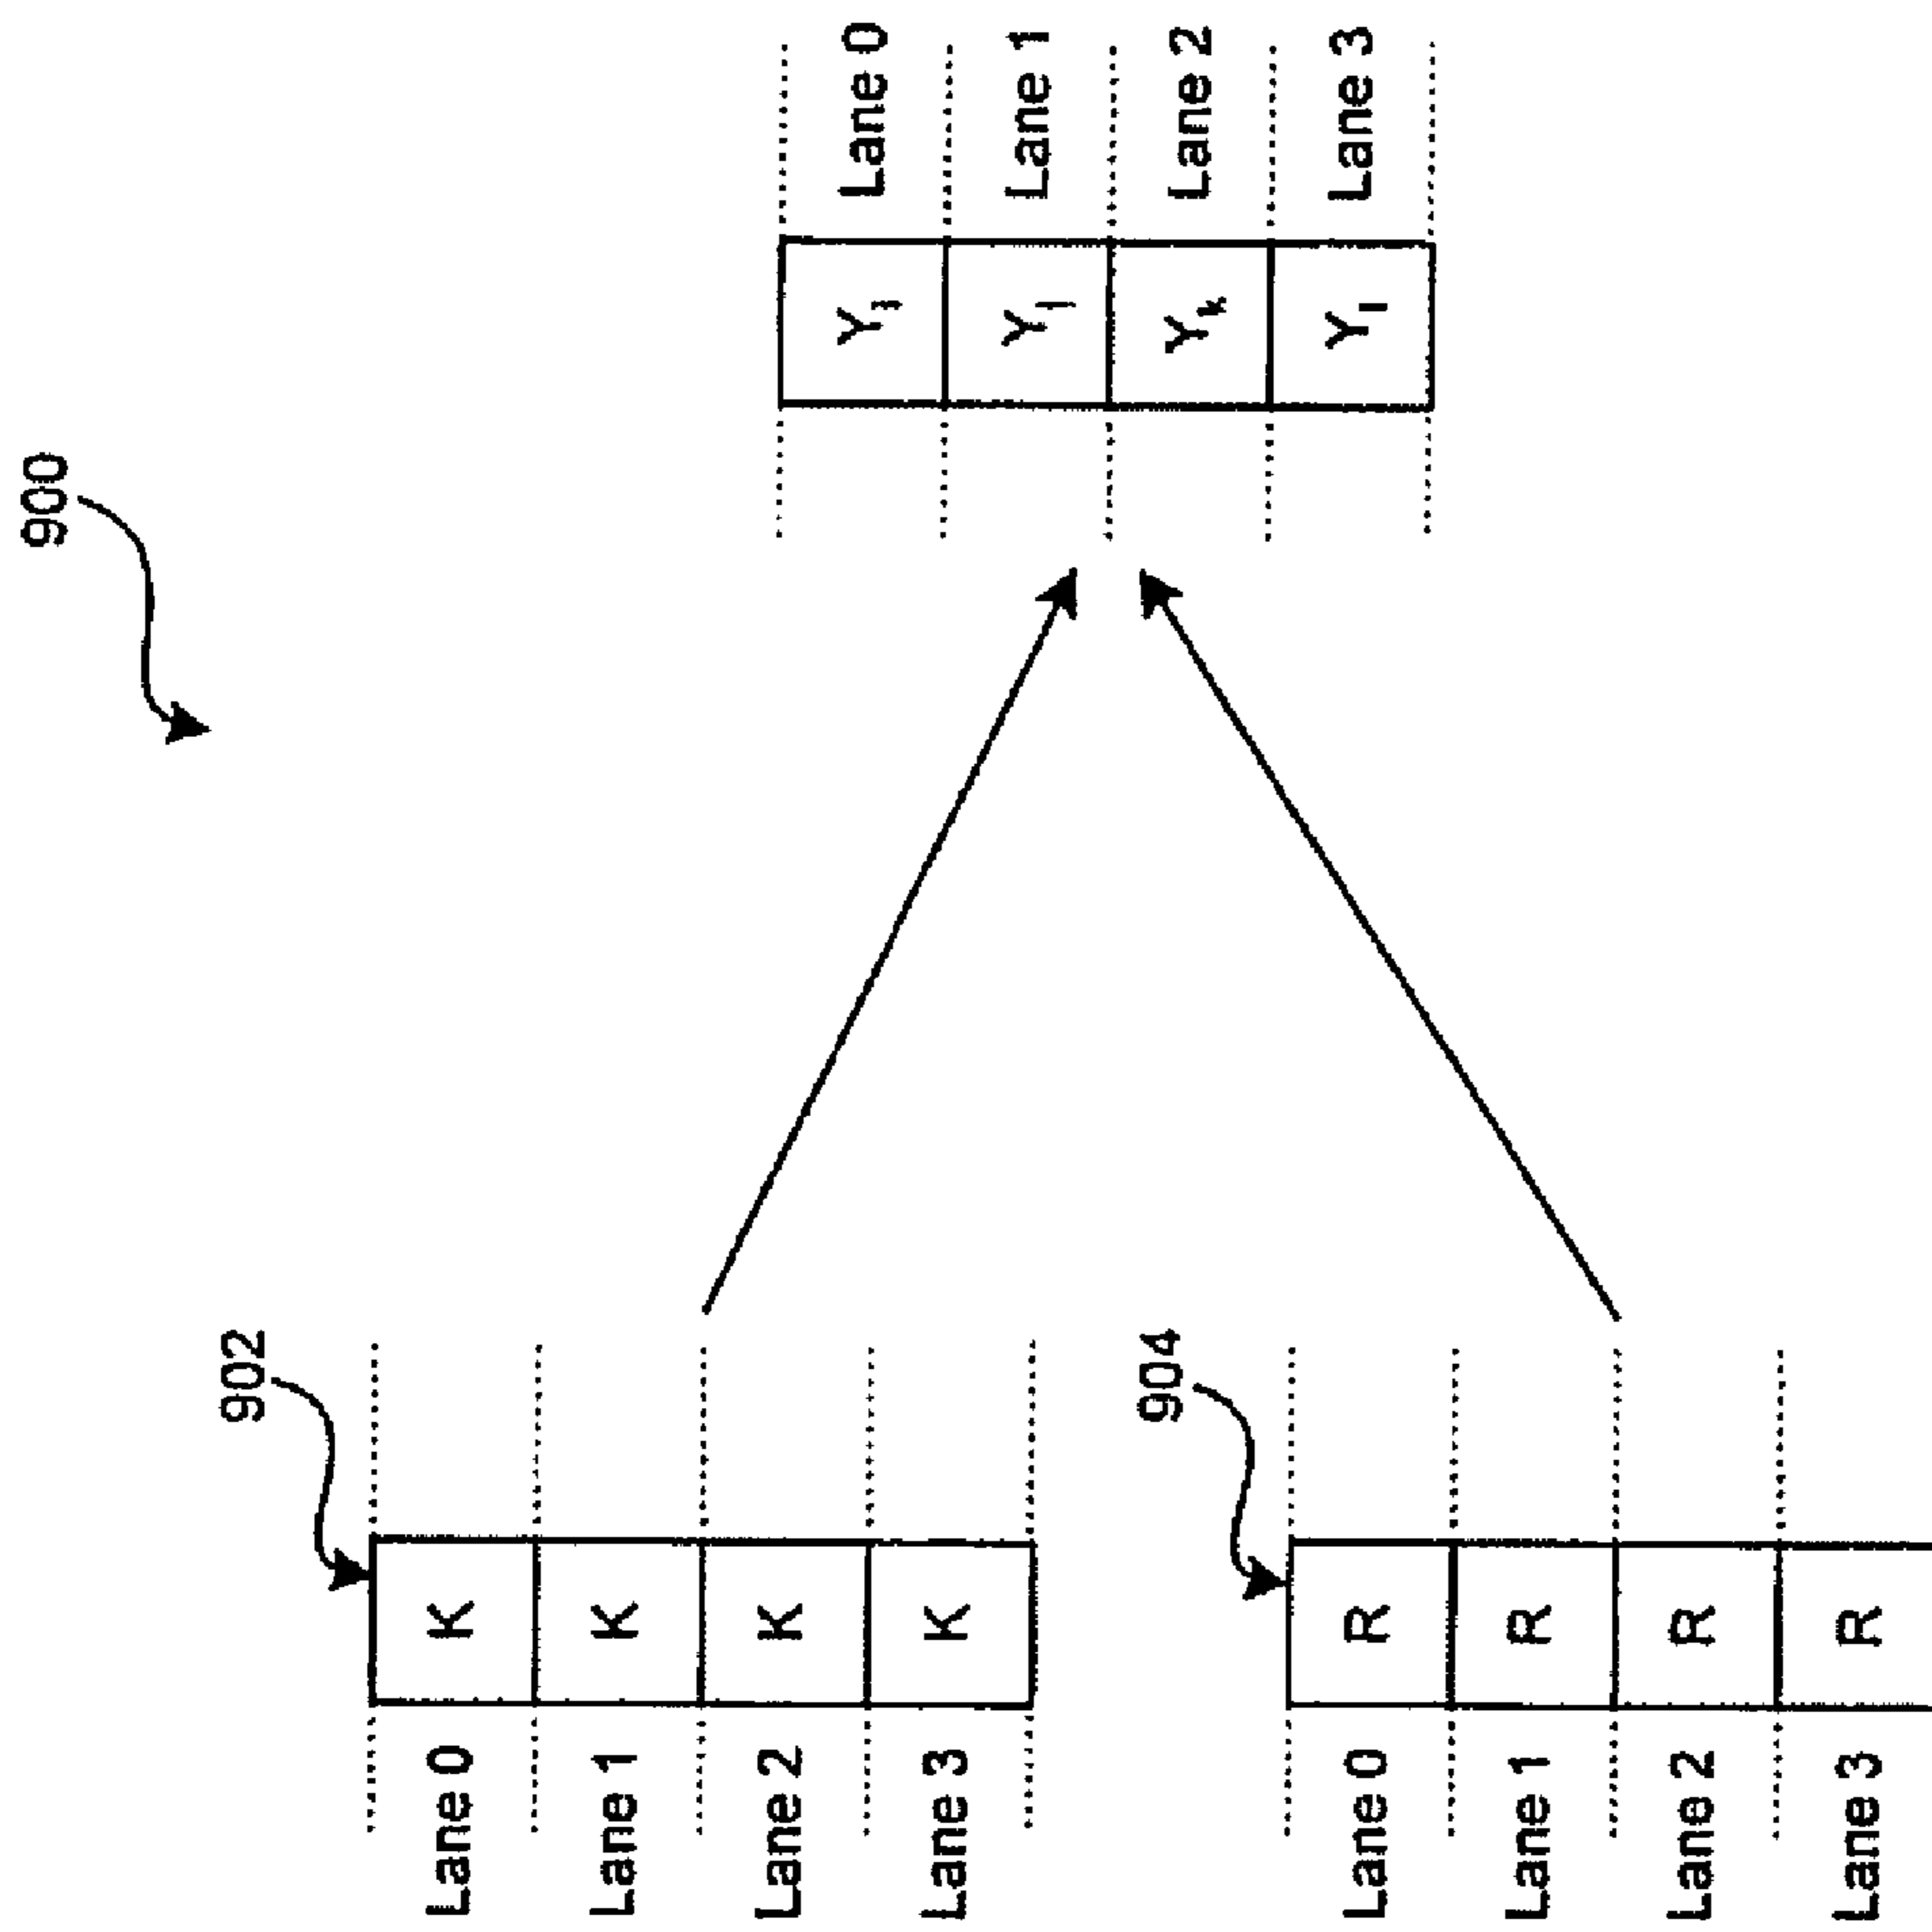 900
902
Lane 0 K
Lane 1 K
Lane 2 K
Lane 3 K
904
Lane 0 R
Lane 1 R
Lane 2 R
Lane 3 R
Y Lane 0
Y Lane 1
Yk Lane 2
Y Lane 3